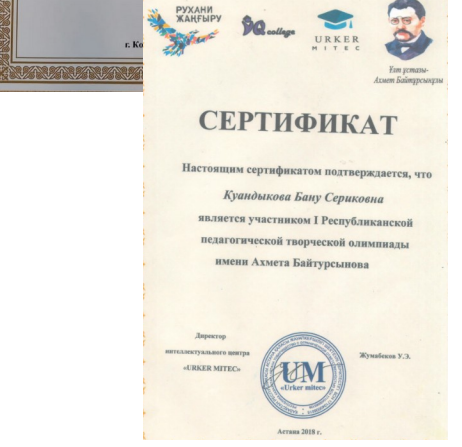 г. Ко
РУХАНИ
ЖАҢҒЫРУ
DQ college
URKER
MITEC
Ұлт ұстазы-
Ахмет Байтұрсынұлы
СЕРТИФИКАТ
Настоящим сертификатом подтверждается, что
Куандыкова Бану Сериковна
является участником I Республиканской
педагогической творческой олимпиады
имени Ахмета Байтурсынова
Директор
интеллектуального центра
«URKER MITEC»
Жумабеков У.Э.
UM
«Urker mitec»
Астана 2018 г.